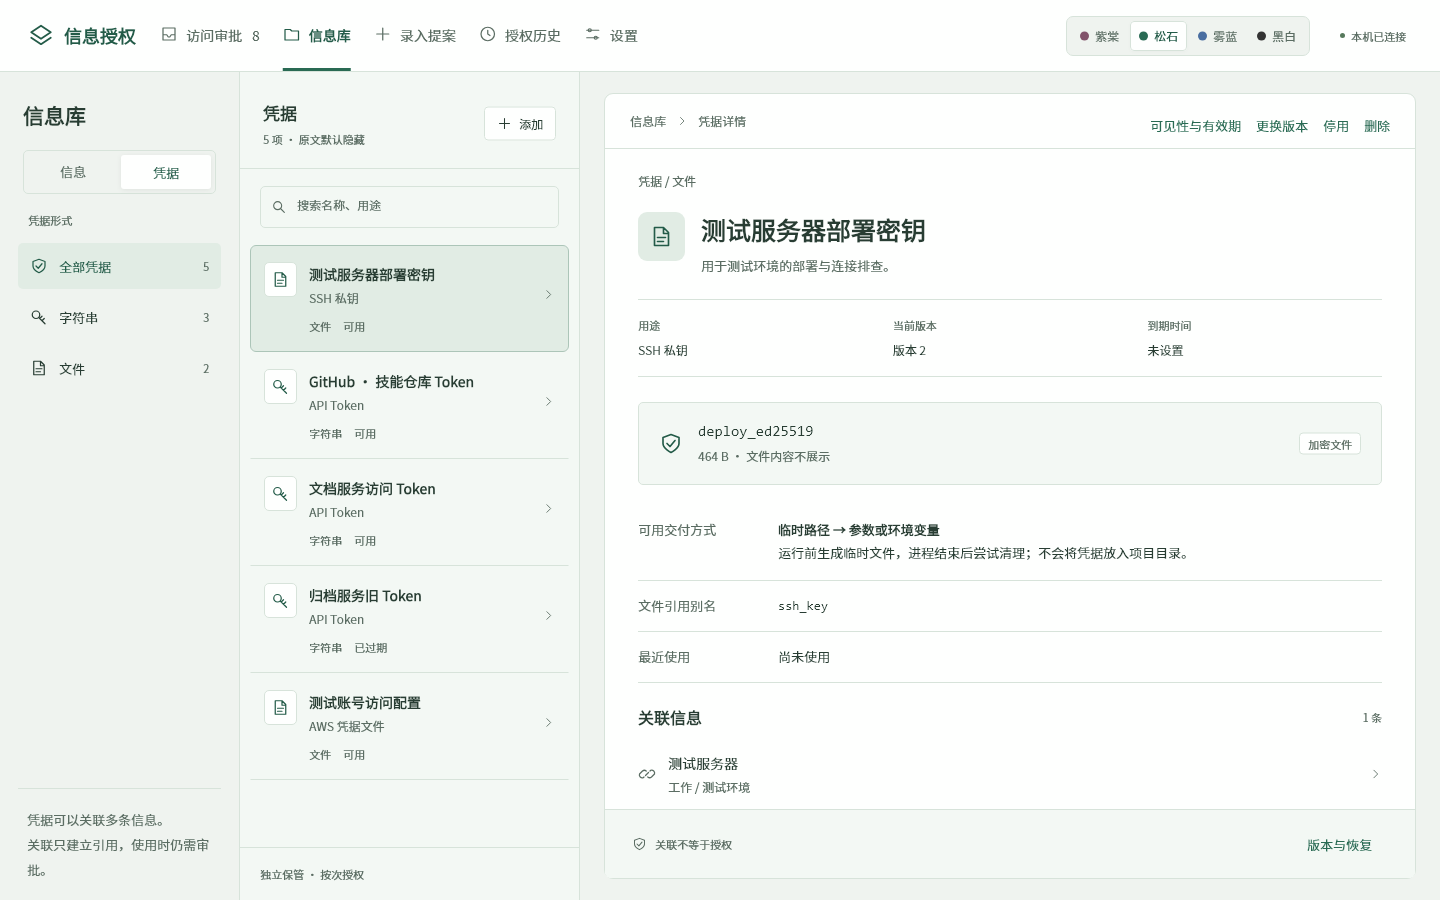 信息授权
访问审批 8
信息库
录入提案
授权历史
设置
紫棠
松石
雾蓝
黑白
本机已连接
信息库
信息
凭据
凭据形式
全部凭据 5
字符串 3
文件 2
凭据可以关联多条信息。
关联只建立引用，使用时仍需审
批。
凭据
5 项 · 原文默认隐藏
添加
搜索名称、用途
测试服务器部署密钥
SSH 私钥
文件 可用
GitHub · 技能仓库 Token
API Token
字符串 可用
文档服务访问 Token
API Token
字符串 可用
归档服务旧 Token
API Token
字符串 已过期
测试账号访问配置
AWS 凭据文件
文件 可用
独立保管 · 按次授权
信息库 > 凭据详情
可见性与有效期 更换版本 停用 删除
凭据 / 文件
测试服务器部署密钥
用于测试环境的部署与连接排查。
用途 当前版本 到期时间
SSH 私钥 版本 2 未设置
deploy_ed25519
464 B · 文件内容不展示
加密文件
可用交付方式 临时路径 → 参数或环境变量
运行前生成临时文件，进程结束后尝试清理；不会将凭据放入项目目录。
文件引用别名 ssh_key
最近使用 尚未使用
关联信息 1 条
测试服务器
工作 / 测试环境
关联不等于授权
版本与恢复